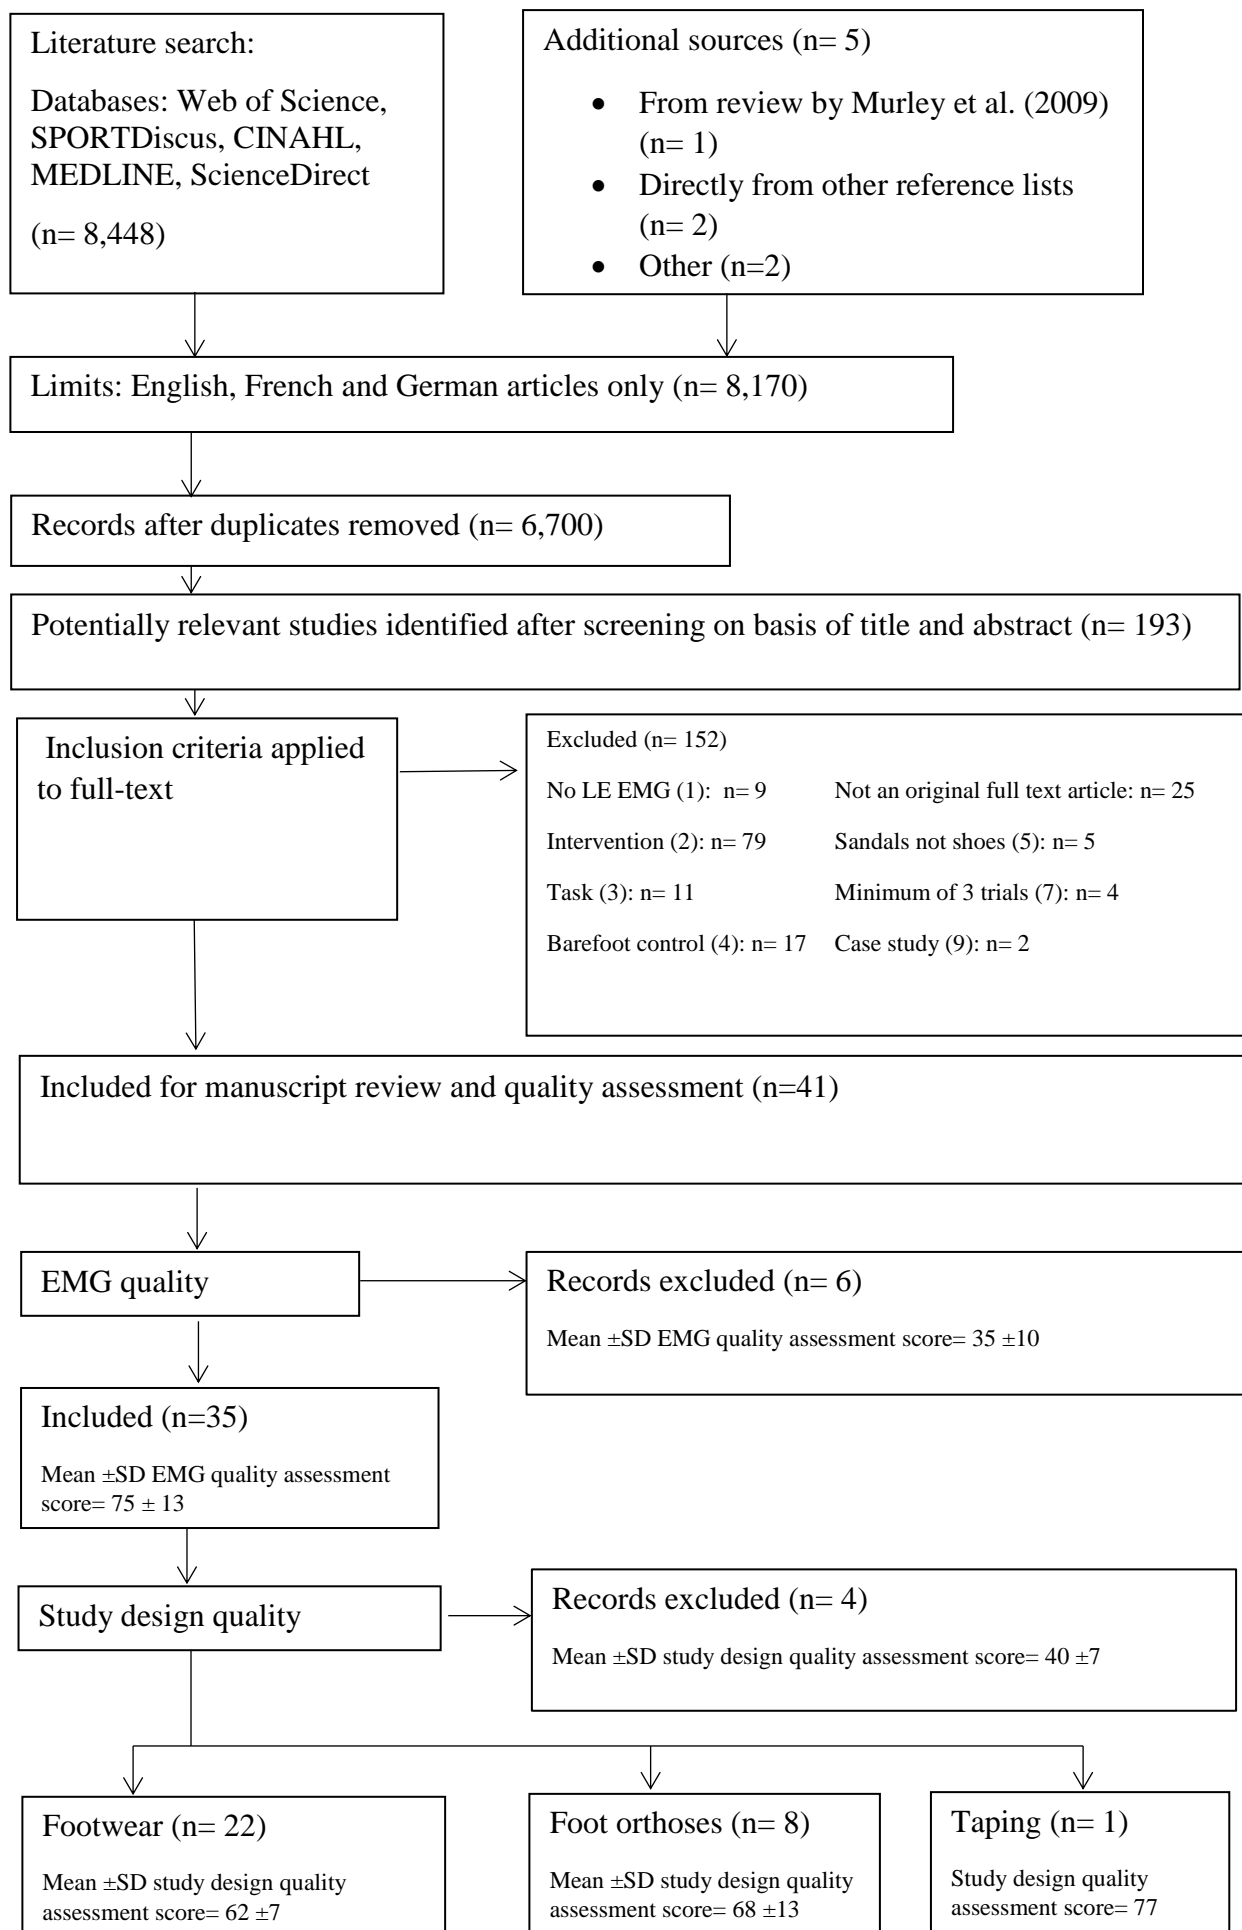 Literature search:
Databases: Web of Science,
SPORTDiscus, CINAHL,
MEDLINE, ScienceDirect
(n= 8,448)
Additional sources (n= 5)
• From review by Murley et al. (2009)
(n= 1)
• Directly from other reference lists
(n= 2)
• Other (n=2)
Limits: English, French and German articles only (n= 8,170)
Records after duplicates removed (n= 6,700)
Potentially relevant studies identified after screening on basis of title and abstract (n= 193)
Inclusion criteria applied
to full-text
Excluded (n= 152)
No LE EMG (1): n= 9
Intervention (2): n= 79
Task (3): n= 11
Barefoot control (4): n= 17
Not an original full text article: n= 25
Sandals not shoes (5): n= 5
Minimum of 3 trials (7): n= 4
Case study (9): n= 2
Included for manuscript review and quality assessment (n=41)
EMG quality
Records excluded (n= 6)
Mean ±SD EMG quality assessment score= 35 ±10
Included (n=35)
Mean ±SD EMG quality assessment
score= 75 ± 13
Study design quality
Records excluded (n= 4)
Mean ±SD study design quality assessment score= 40 ±7
Footwear (n= 22)
Mean ±SD study design quality
assessment score= 62 ±7
Foot orthoses (n= 8)
Mean ±SD study design quality
assessment score= 68 ±13
Taping (n= 1)
Study design quality
assessment score= 77